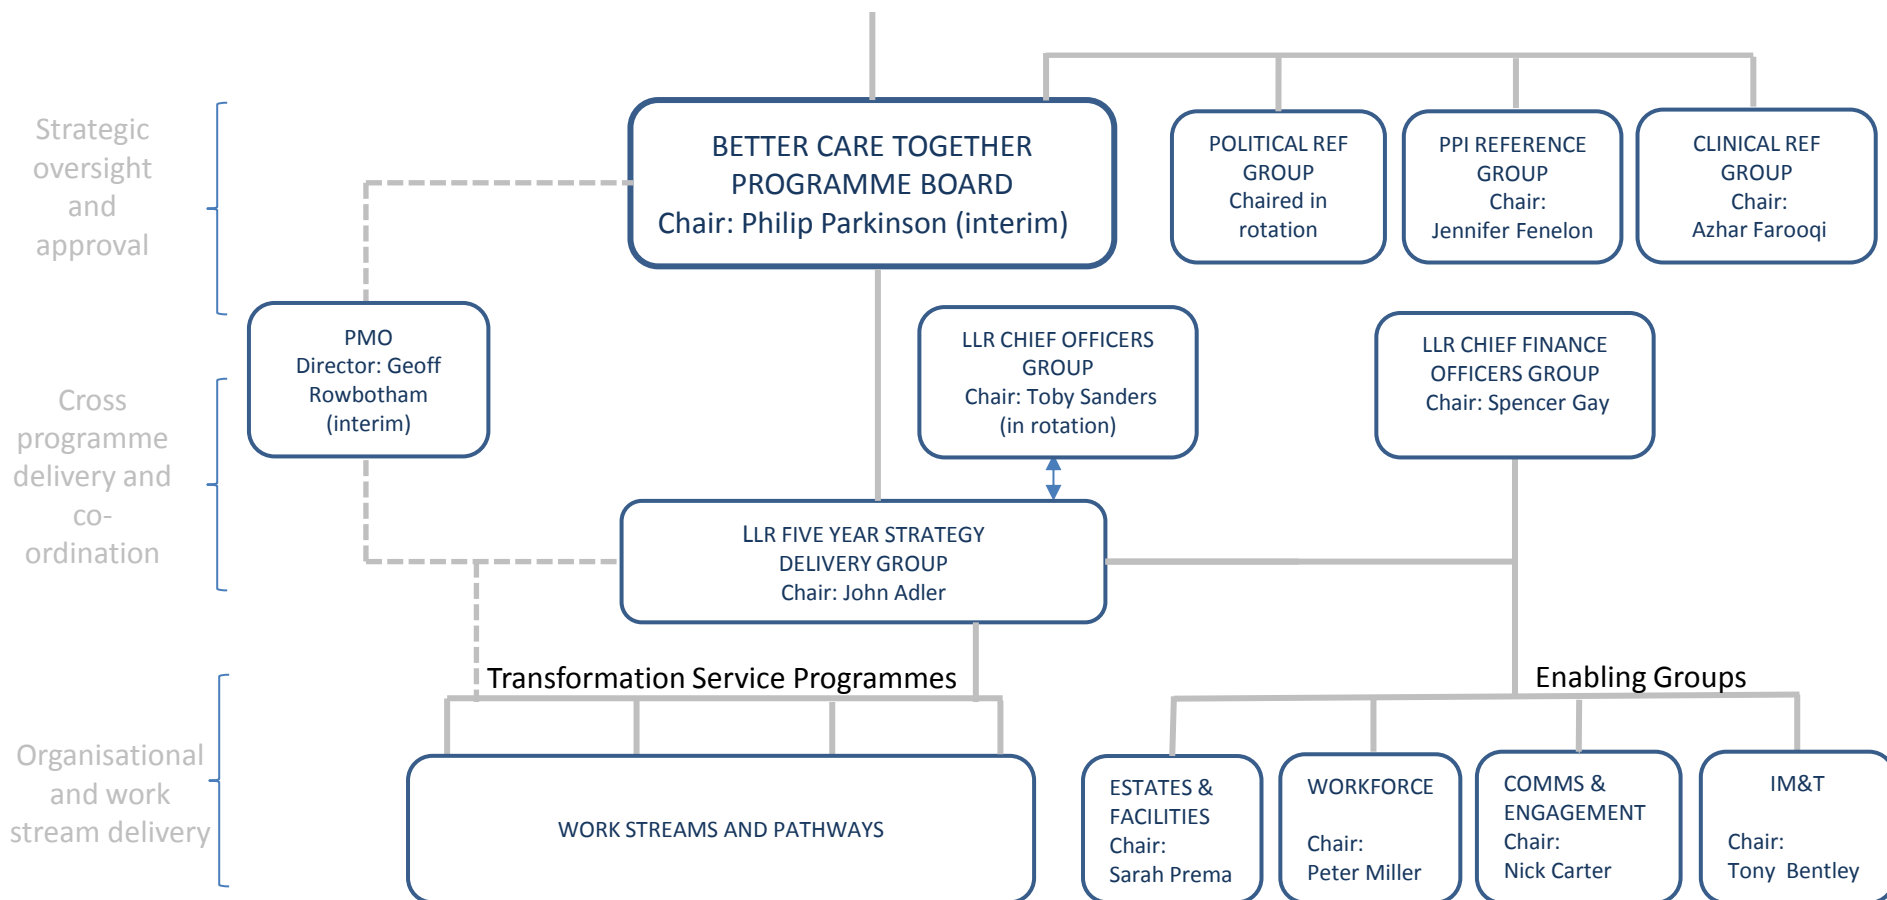 Strategic
oversight
and
approval
BETTER CARE TOGETHER
PROGRAMME BOARD
Chair: Philip Parkinson (interim)
POLITICAL REF
GROUP
Chaired in
rotation
PPI REFERENCE
GROUP
Chair:
Jennifer Fenelon
CLINICAL REF
GROUP
Chair:
Azhar Farooqi
PMO
Director: Geoff
Rowbotham
(interim)
LLR CHIEF OFFICERS
GROUP
Chair: Toby Sanders
(in rotation)
LLR CHIEF FINANCE
OFFICERS GROUP
Chair: Spencer Gay
Cross
programme
delivery and
co-
ordination
LLR FIVE YEAR STRATEGY
DELIVERY GROUP
Chair: John Adler
Transformation Service Programmes
Enabling Groups
Organisational
and work
stream delivery
WORK STREAMS AND PATHWAYS
ESTATES &
FACILITIES
Chair:
Sarah Prema
WORKFORCE
Chair:
Peter Miller
COMMS &
ENGAGEMENT
Chair:
Nick Carter
IM&T
Chair:
Tony  Bentley